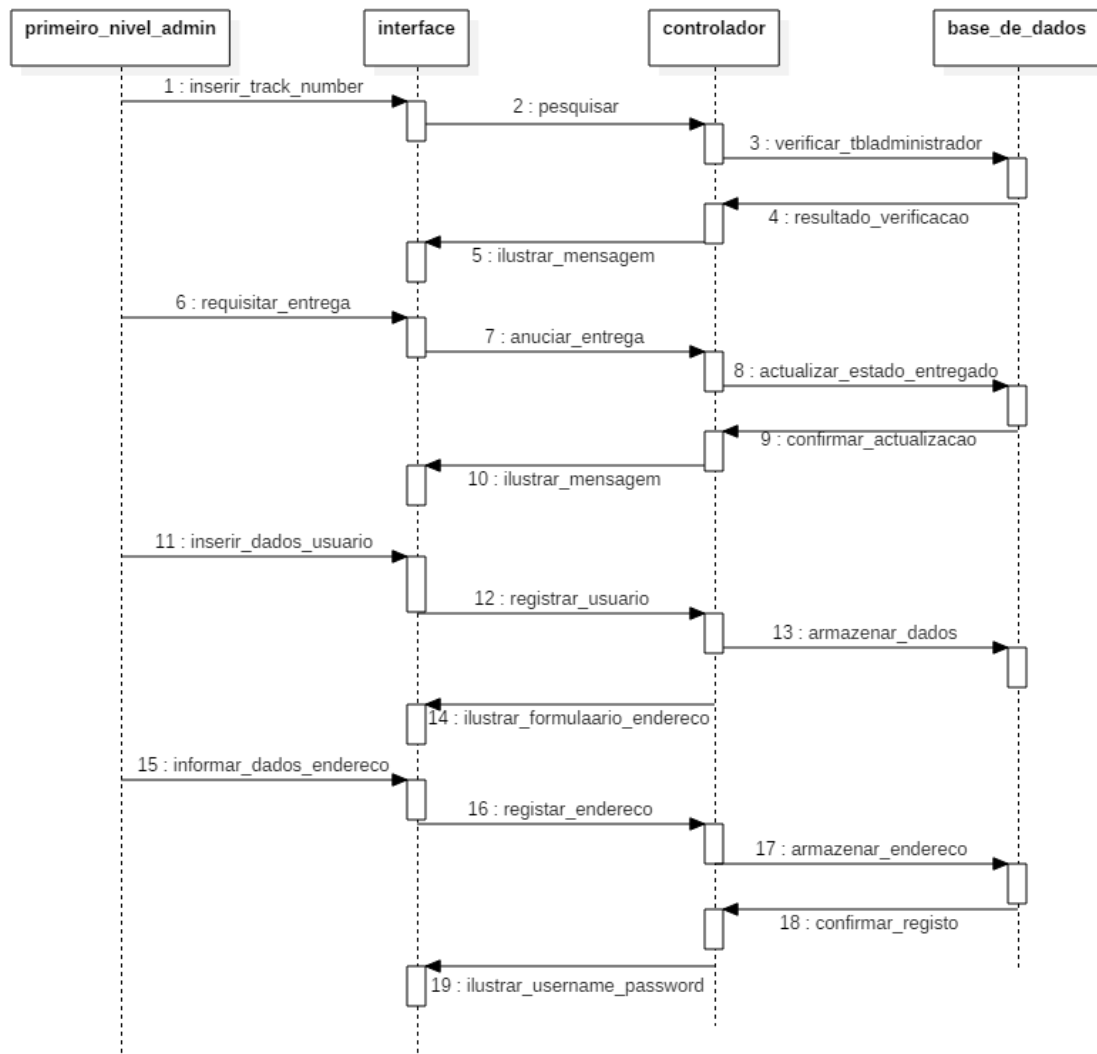 primeiro_nivel_admin
interface
controlador
base_de_dados
1 : inserir_track_number
2 : pesquisar
3 : verificar_tbladministrador
4 : resultado_verificacao
5 : ilustrar_mensagem
6 : requisitar_entrega
7 : anuciar_entrega
8 : actualizar_estado_entregado
9 : confirmar_actualizacao
10 : ilustrar_mensagem
11 : inserir_dados_usuario
12 : registrar_usuario
13 : armazenar_dados
14 : ilustrar_formulaario_endereco
15 : informar_dados_endereco
16 : registar_endereco
17 : armazenar_endereco
18 : confirmar_registo
19 : ilustrar_username_password